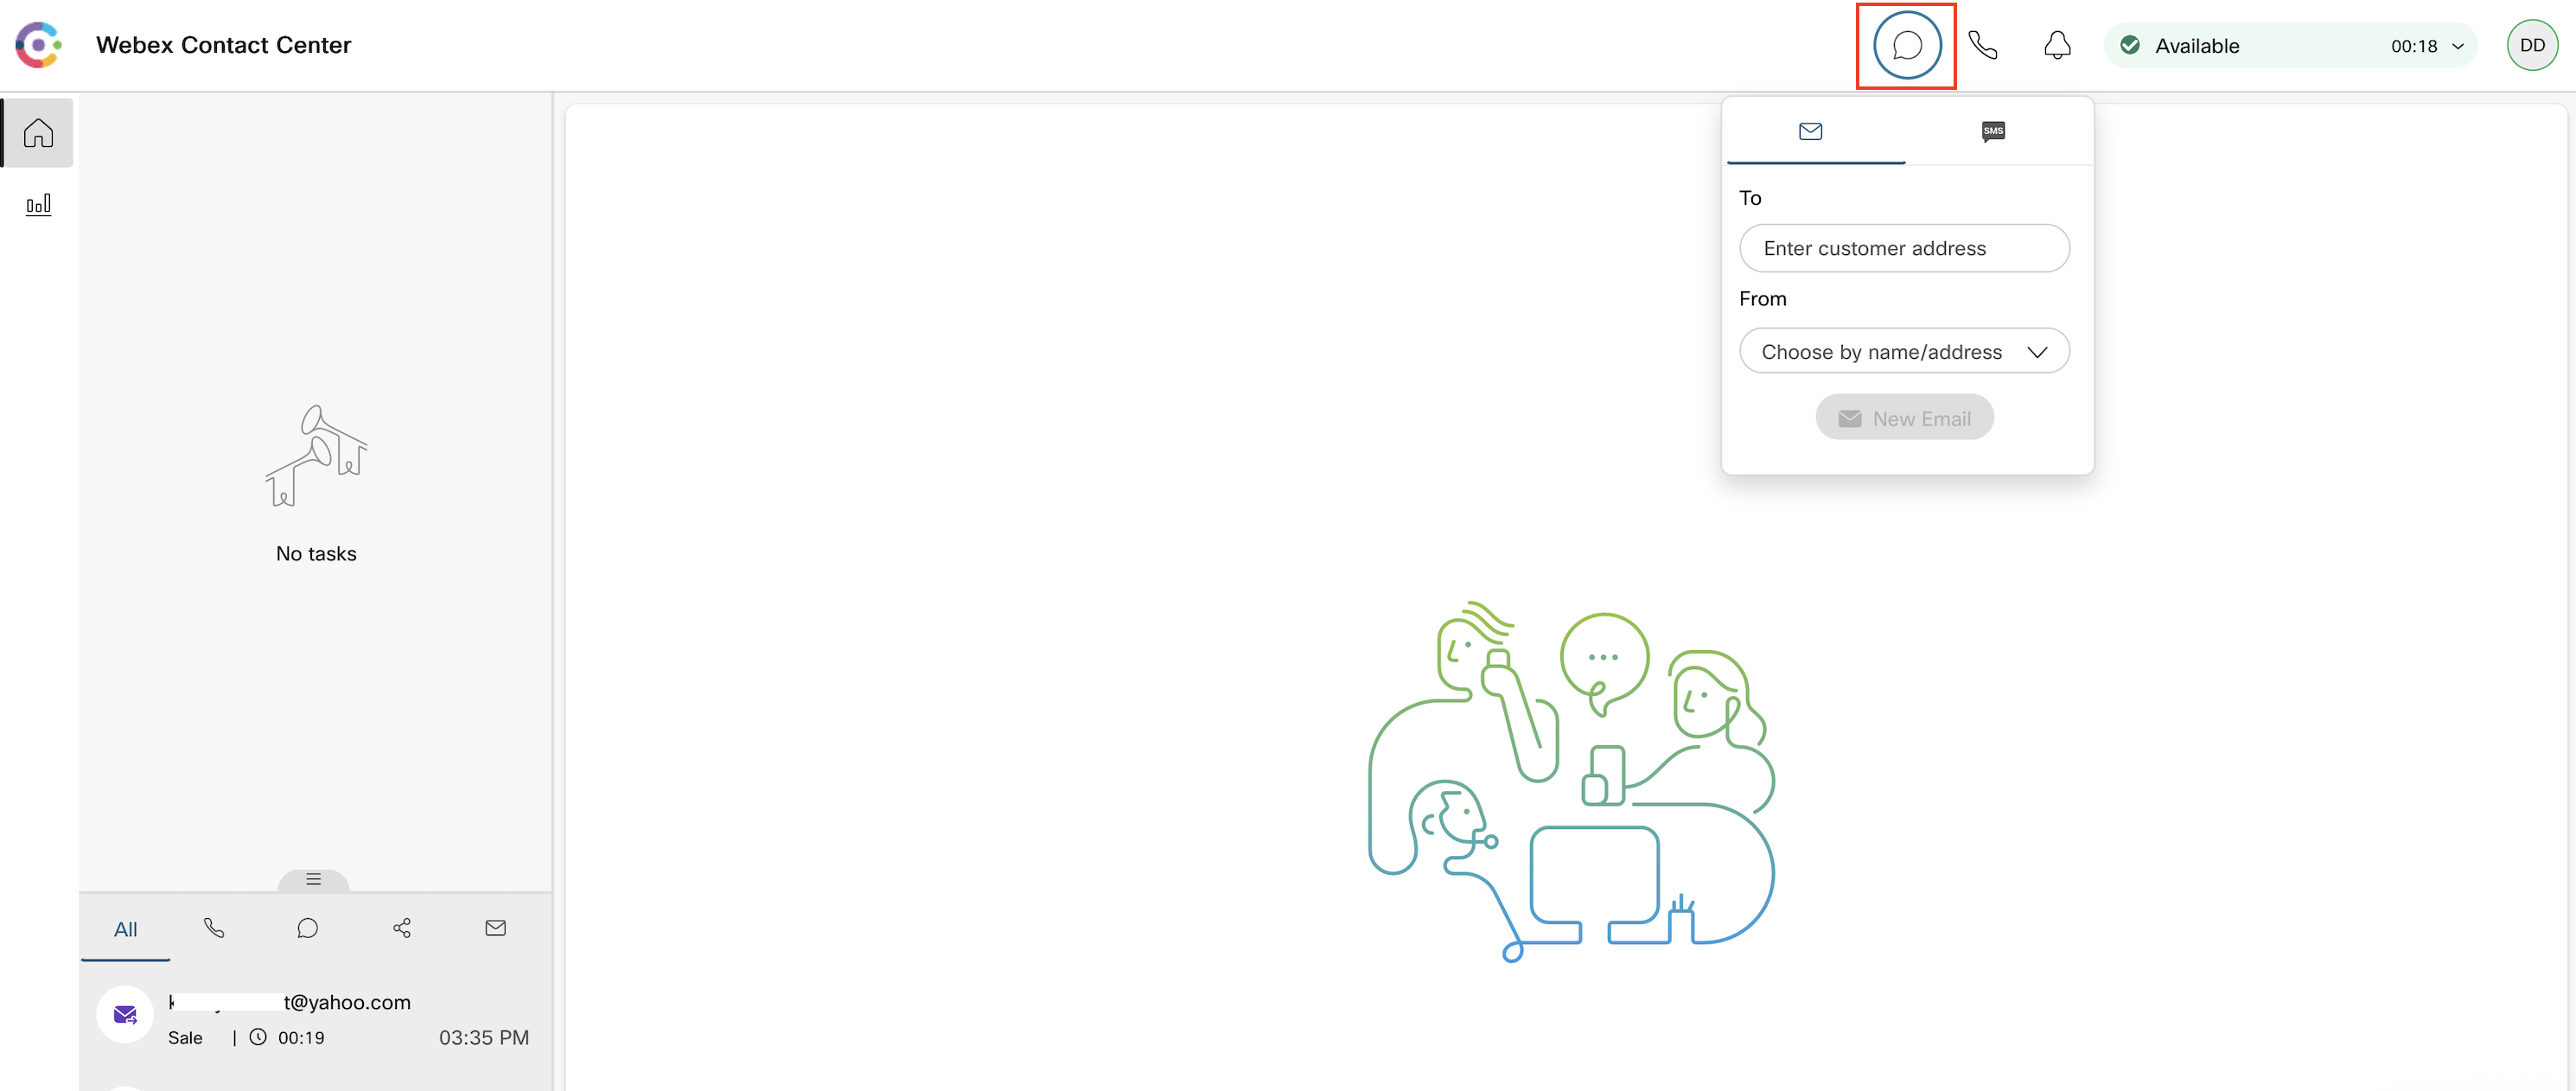 Webex Contact Center
Available 00:18
DD
SMS
To
Enter customer address
From
Choose by name/address
New Email
No tasks
All
t@yahoo.com
Sale | 00:19 03:35 PM